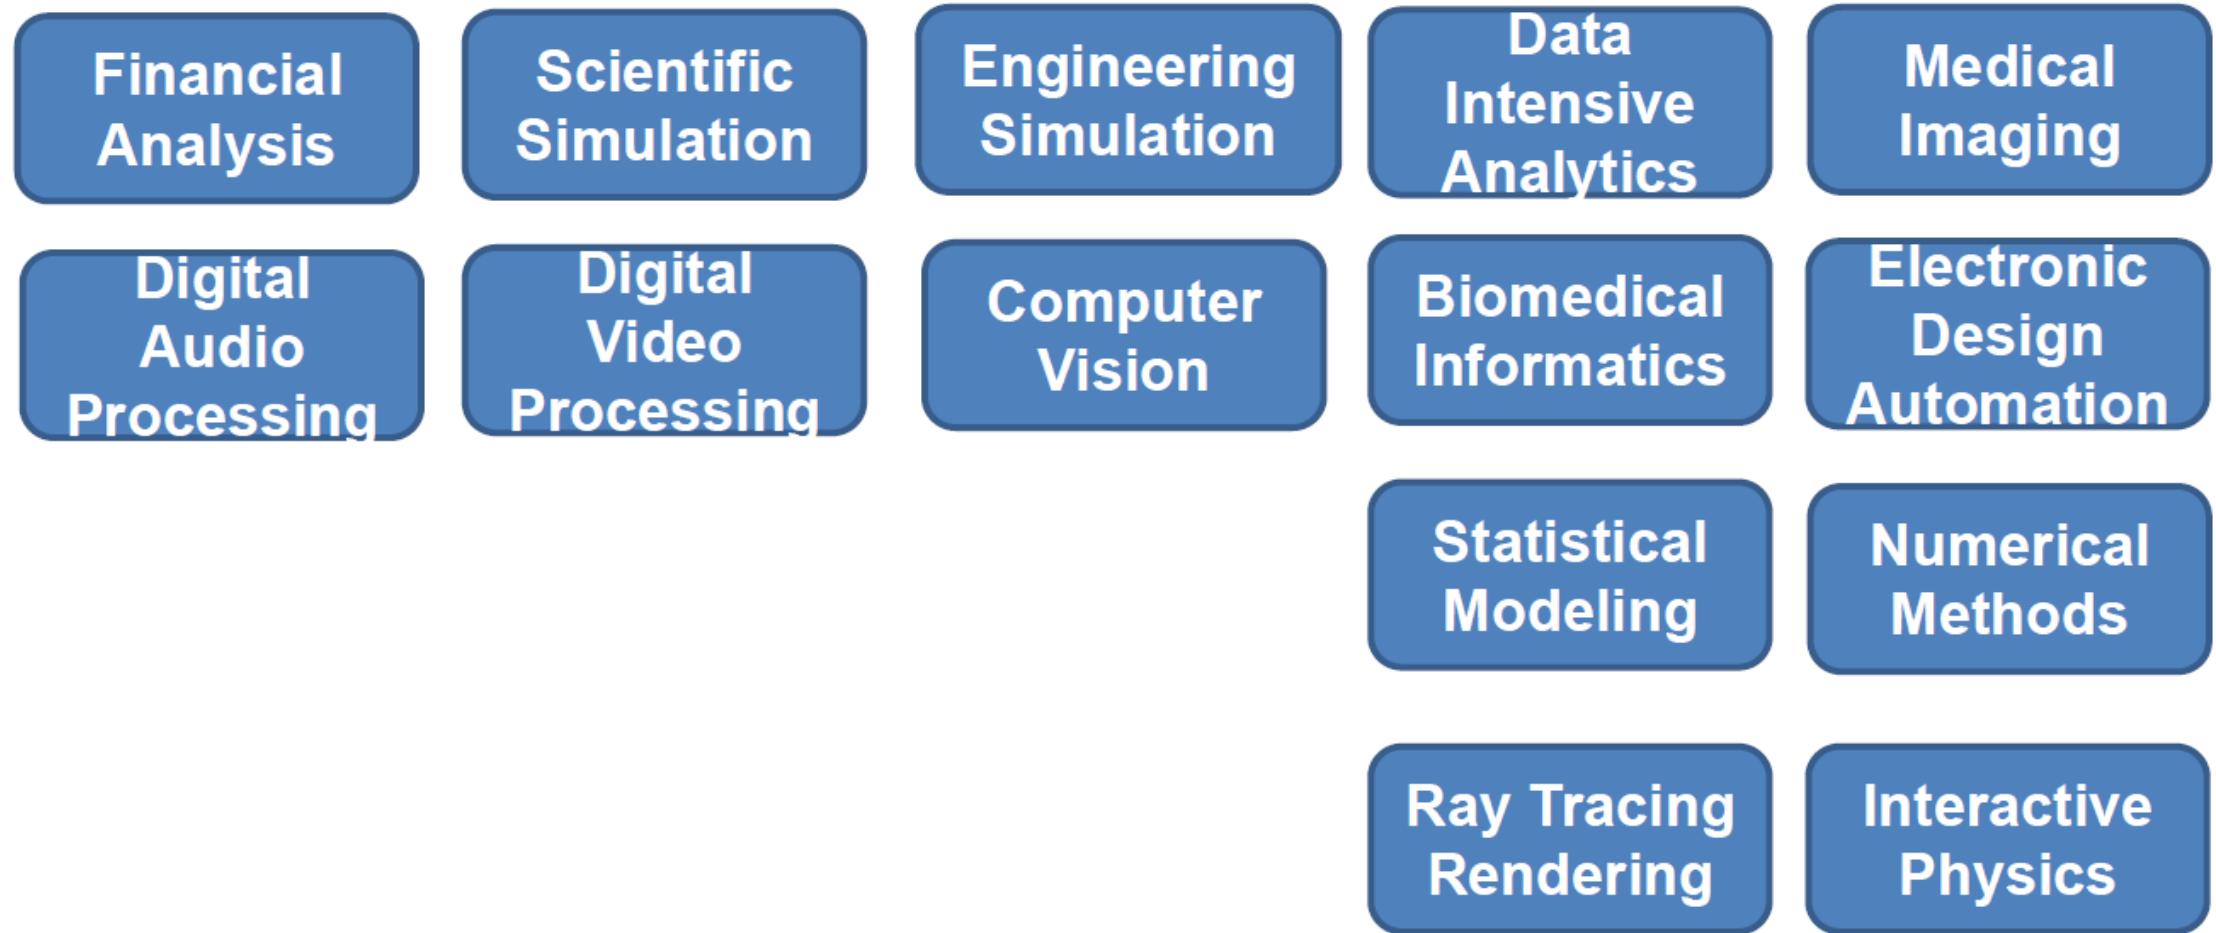 Financial
Analysis
Scientific
Simulation
Engineering
Simulation
Data
Intensive
Analytics
Medical
Imaging
Digital
Audio
Processing
Digital
Video
Processing
Computer
Vision
Biomedical
Informatics
Electronic
Design
Automation
Statistical
Modeling
Numerical
Methods
Ray Tracing
Rendering
Interactive
Physics